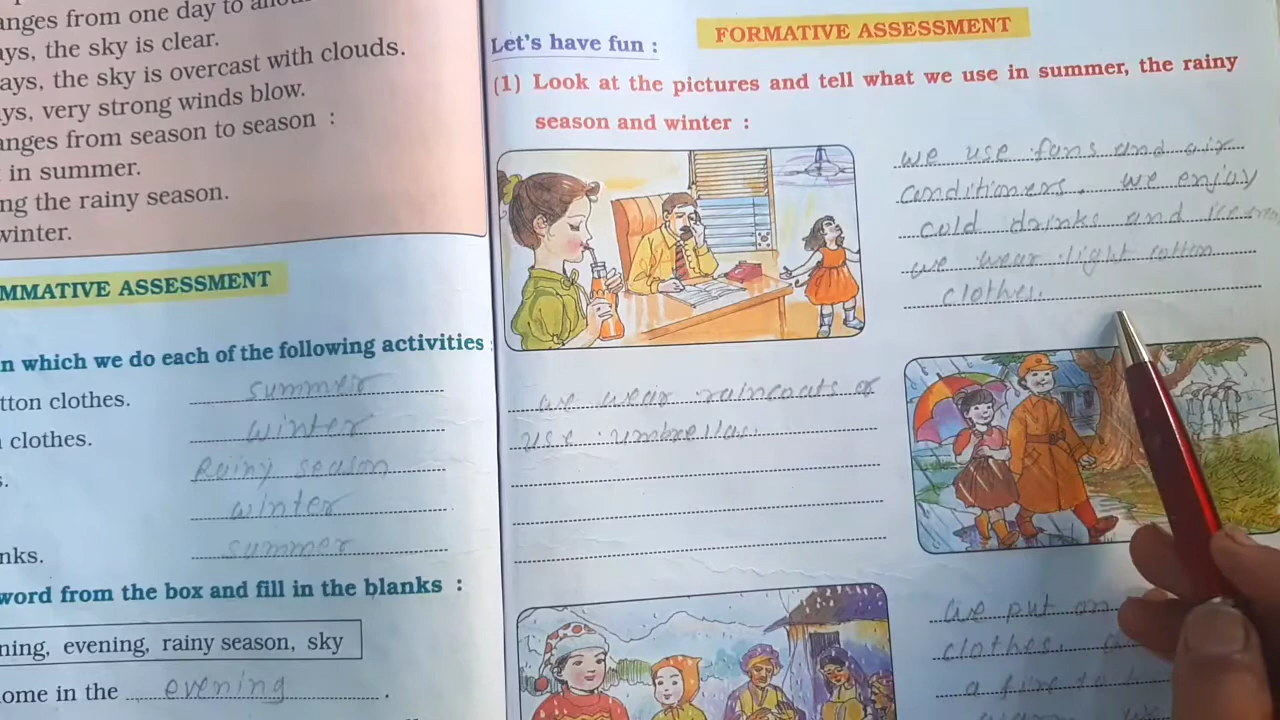 anges from one day to
ays, the sky is clear.
ays, the sky is overcast with clouds.
ys, very strong winds blow.
anges from season to season :
in summer.
ng the rainy season.
winter.
MMATIVE ASSESSMENT
n which we do each of the following activities :
tton clothes. summer
clothes. winter
s. Rainy season
winter
nks. summer
word from the box and fill in the blanks :
ning, evening, rainy season, sky
ome in the evening .
FORMATIVE ASSESSMENT
Let's have fun :
(1) Look at the pictures and tell what we use in summer, the rainy
season and winter :
we use fans and air
conditioners. we enjoy
cold drinks and
we wear light cotton
clothes.
we wear raincoats or
use umbrellas.
we put on
clothes.
a fire to